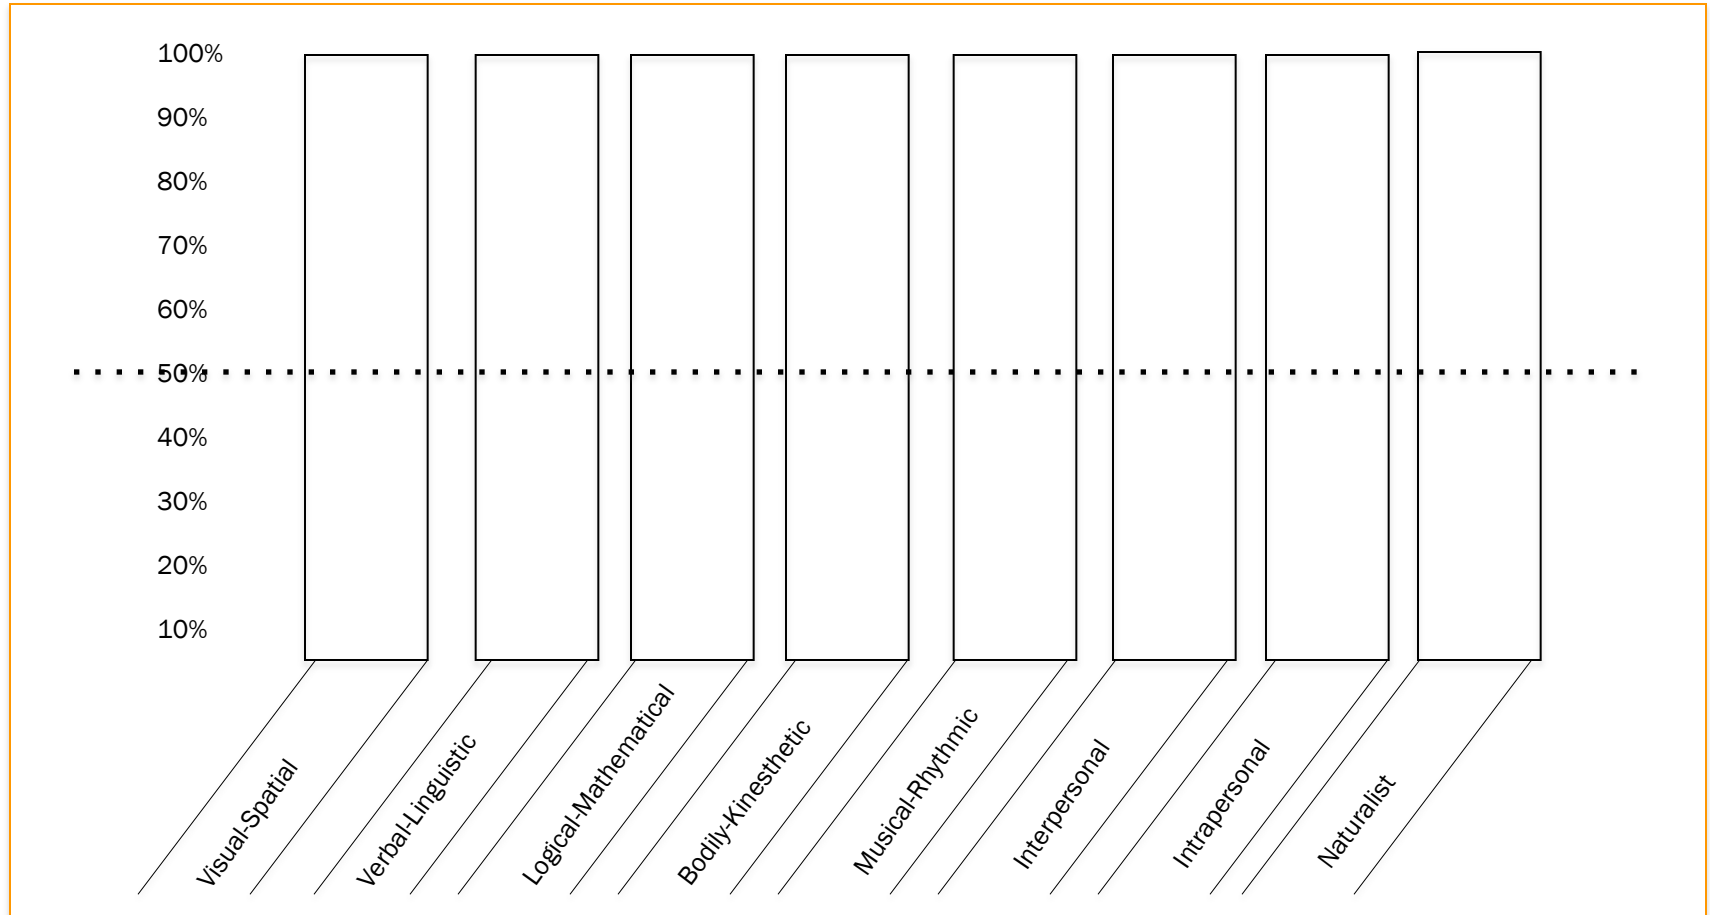 100%
90%
80%
70%
60%
50%
40%
30%
20%
10%
Visual-Spatial
Verbal-Linguistic
Logical-Mathematical
Bodily-Kinesthetic
Musical-Rhythmic
Interpersonal
Intrapersonal
Naturalist